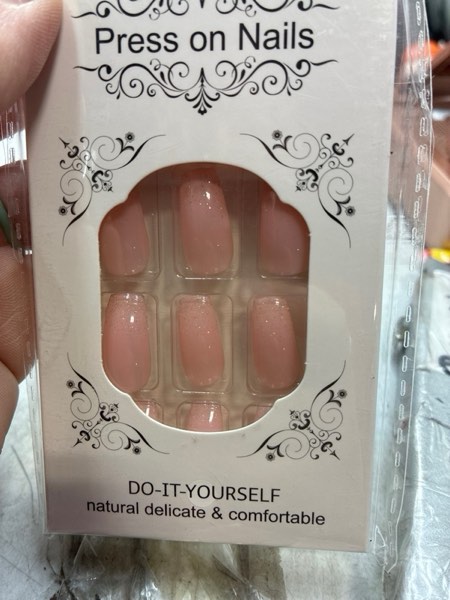 Press on Nails
DO-IT-YOURSELF
natural delicate & comfortable